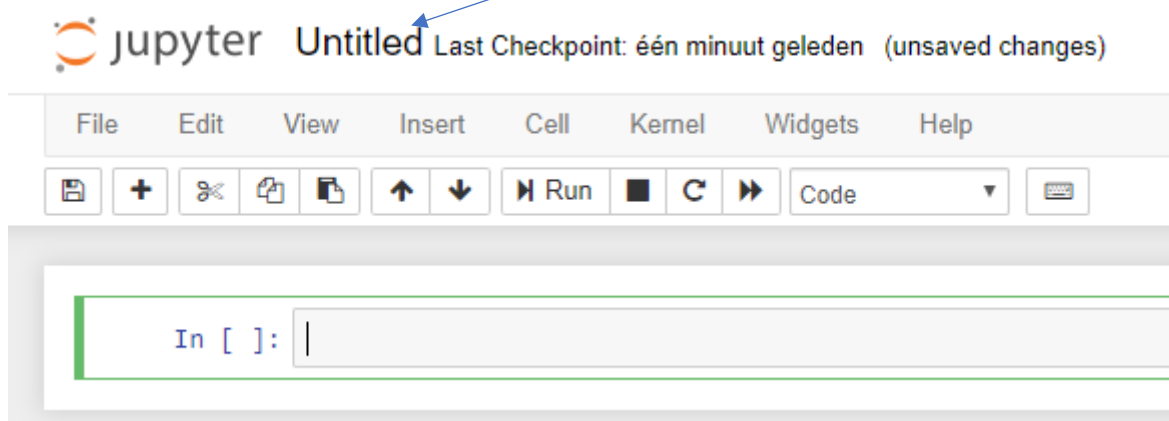 jupyter Untitled Last Checkpoint: één minuut geleden (unsaved changes)
File Edit View Insert Cell Kernel Widgets Help
Run Code
In [ ]: